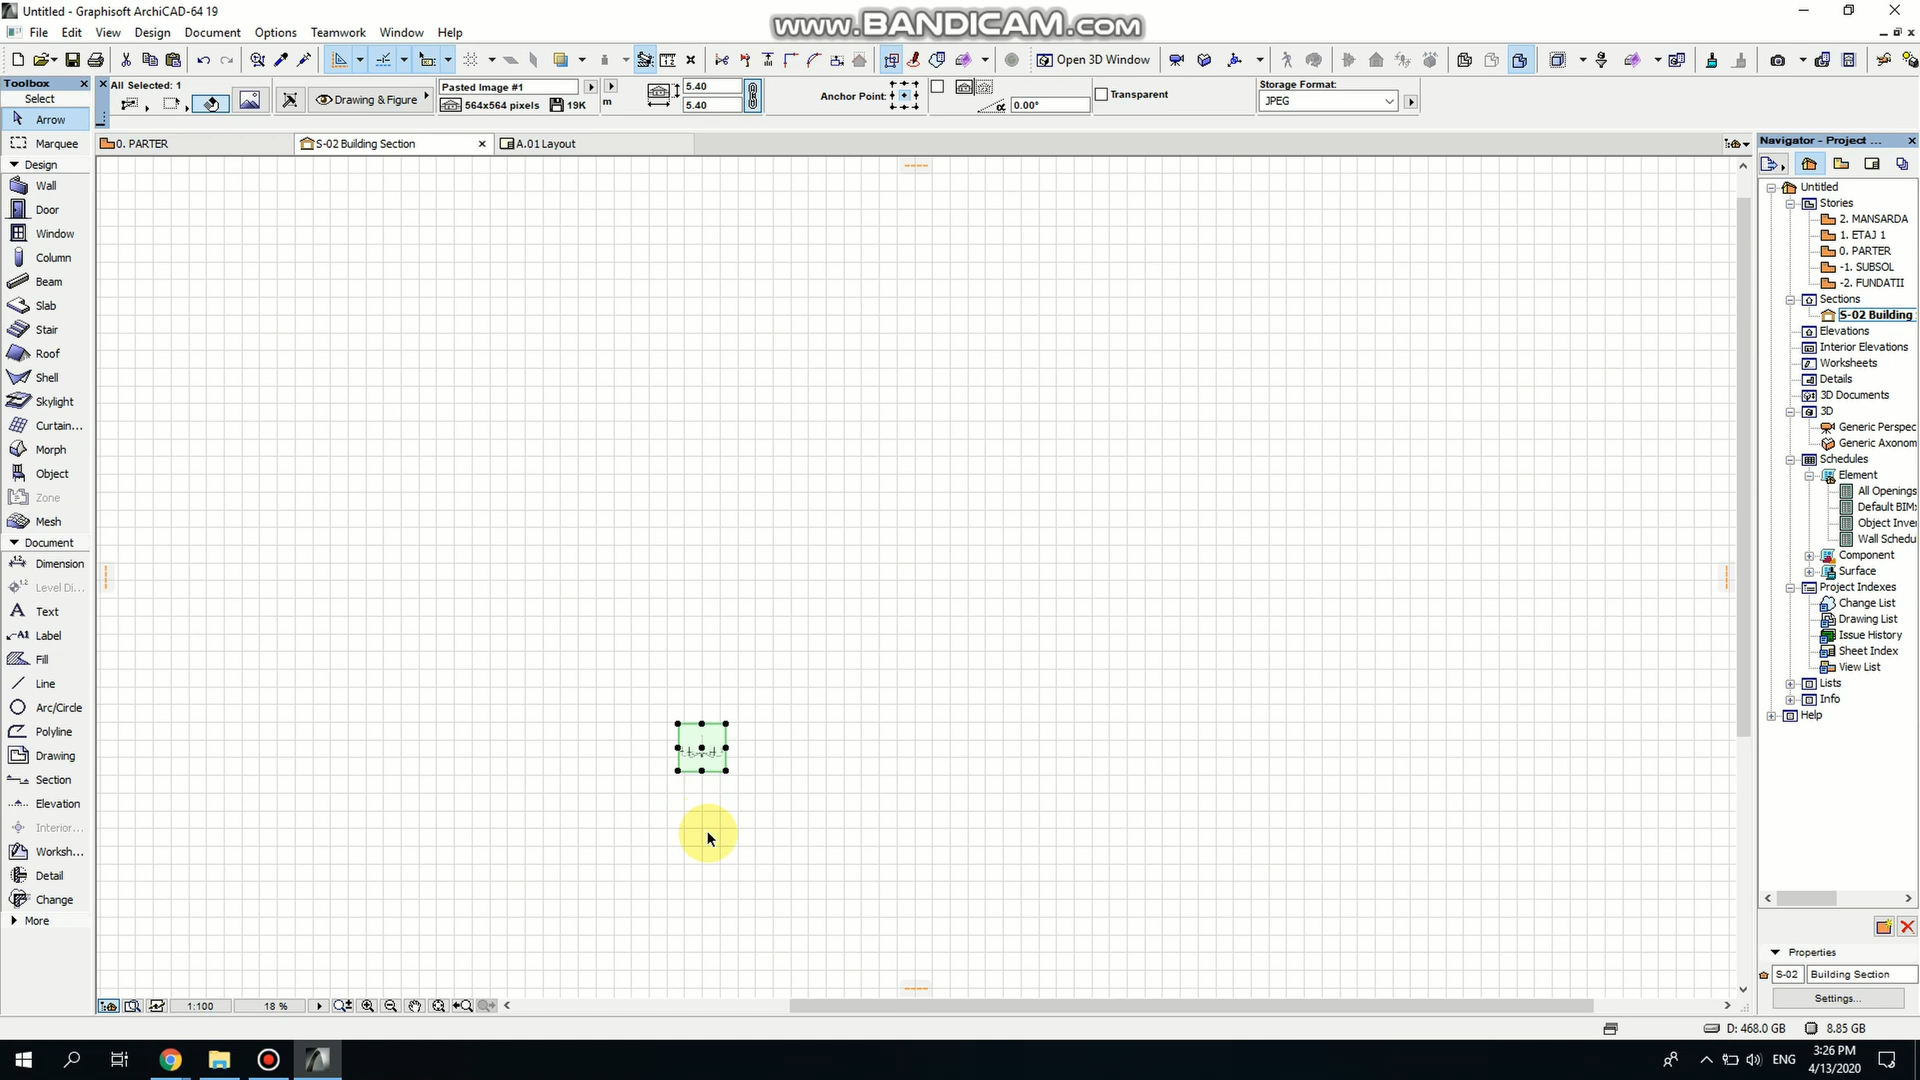 Untitled - Graphisoft ArchiCAD-64 19
www.BANDICAM.com
File Edit View Design Document Options Teamwork Window Help
Open 3D Window
Toolbox
Select
Arrow
Marquee
Design
Wall
Door
Window
Column
Beam
Slab
Stair
Roof
Shell
Skylight
Curtain...
Morph
Object
Zone
Mesh
Document
Dimension
Level Di...
Text
Label
Fill
Line
Arc/Circle
Polyline
Drawing
Section
Elevation
Interior...
Worksh...
Detail
Change
More
All Selected: 1
Drawing & Figure
Pasted Image #1
564x564 pixels 19K
m
5.40
5.40
Anchor Point:
α 0.00°
Transparent
Storage Format:
JPEG
0. PARTER
S-02 Building Section
A.01 Layout
Navigator - Project ...
Untitled
Stories
2. MANSARDA
1. ETAJ 1
0. PARTER
-1. SUBSOL
-2. FUNDATII
Sections
S-02 Building
Elevations
Interior Elevations
Worksheets
Details
3D Documents
3D
Generic Perspec
Generic Axonom
Schedules
Element
All Openings
Default BIM
Object Inve
Wall Schedu
Component
Surface
Project Indexes
Change List
Drawing List
Issue History
Sheet Index
View List
Lists
Info
Help
Properties
S-02 Building Section
Settings...
1:100 18 %
D: 468.0 GB 8.85 GB
ENG
3:26 PM
4/13/2020